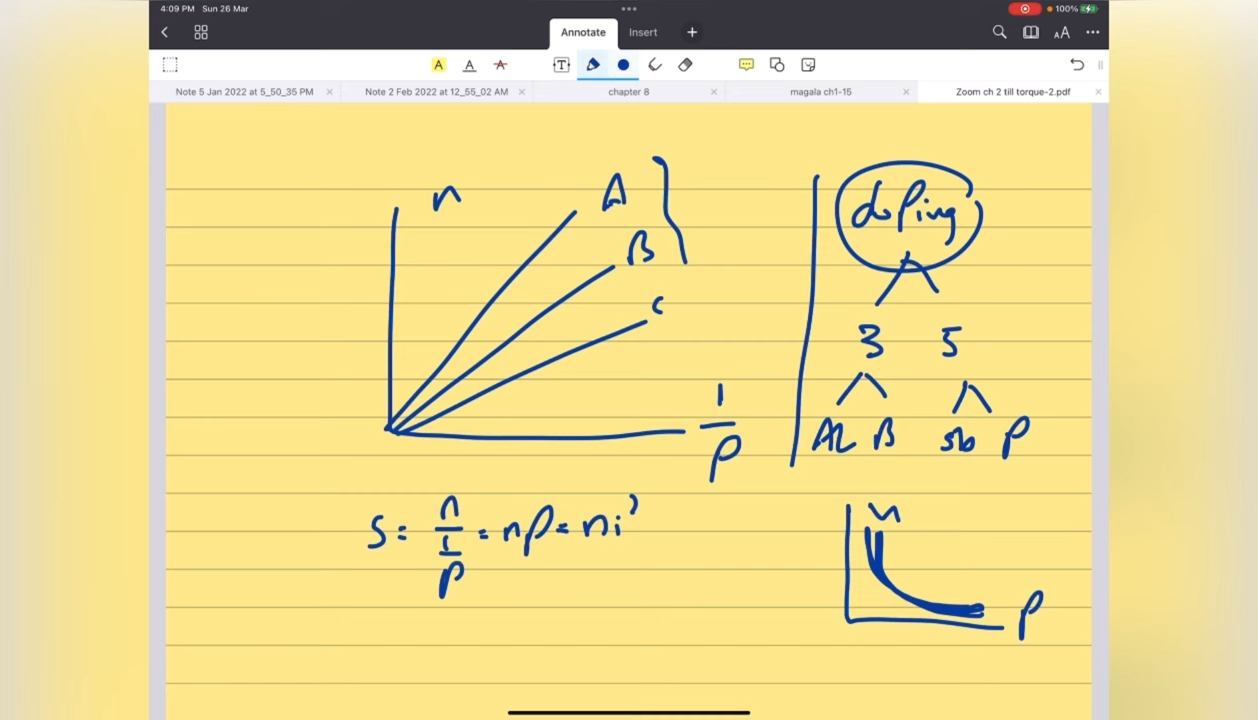 4:09 PM Sun 26 Mar
100%
Annotate Insert
A A A T AA
Note 5 Jan 2022 at 5_50_35 PM
Note 2 Feb 2022 at 12_55_02 AM
chapter 8
magala ch1-15
Zoom ch 2 till torque-2.pdf
n
A
B
c
1
P
S = n / 1/P = nP = ni²
doping
3 5
AL B Sb P
n
P